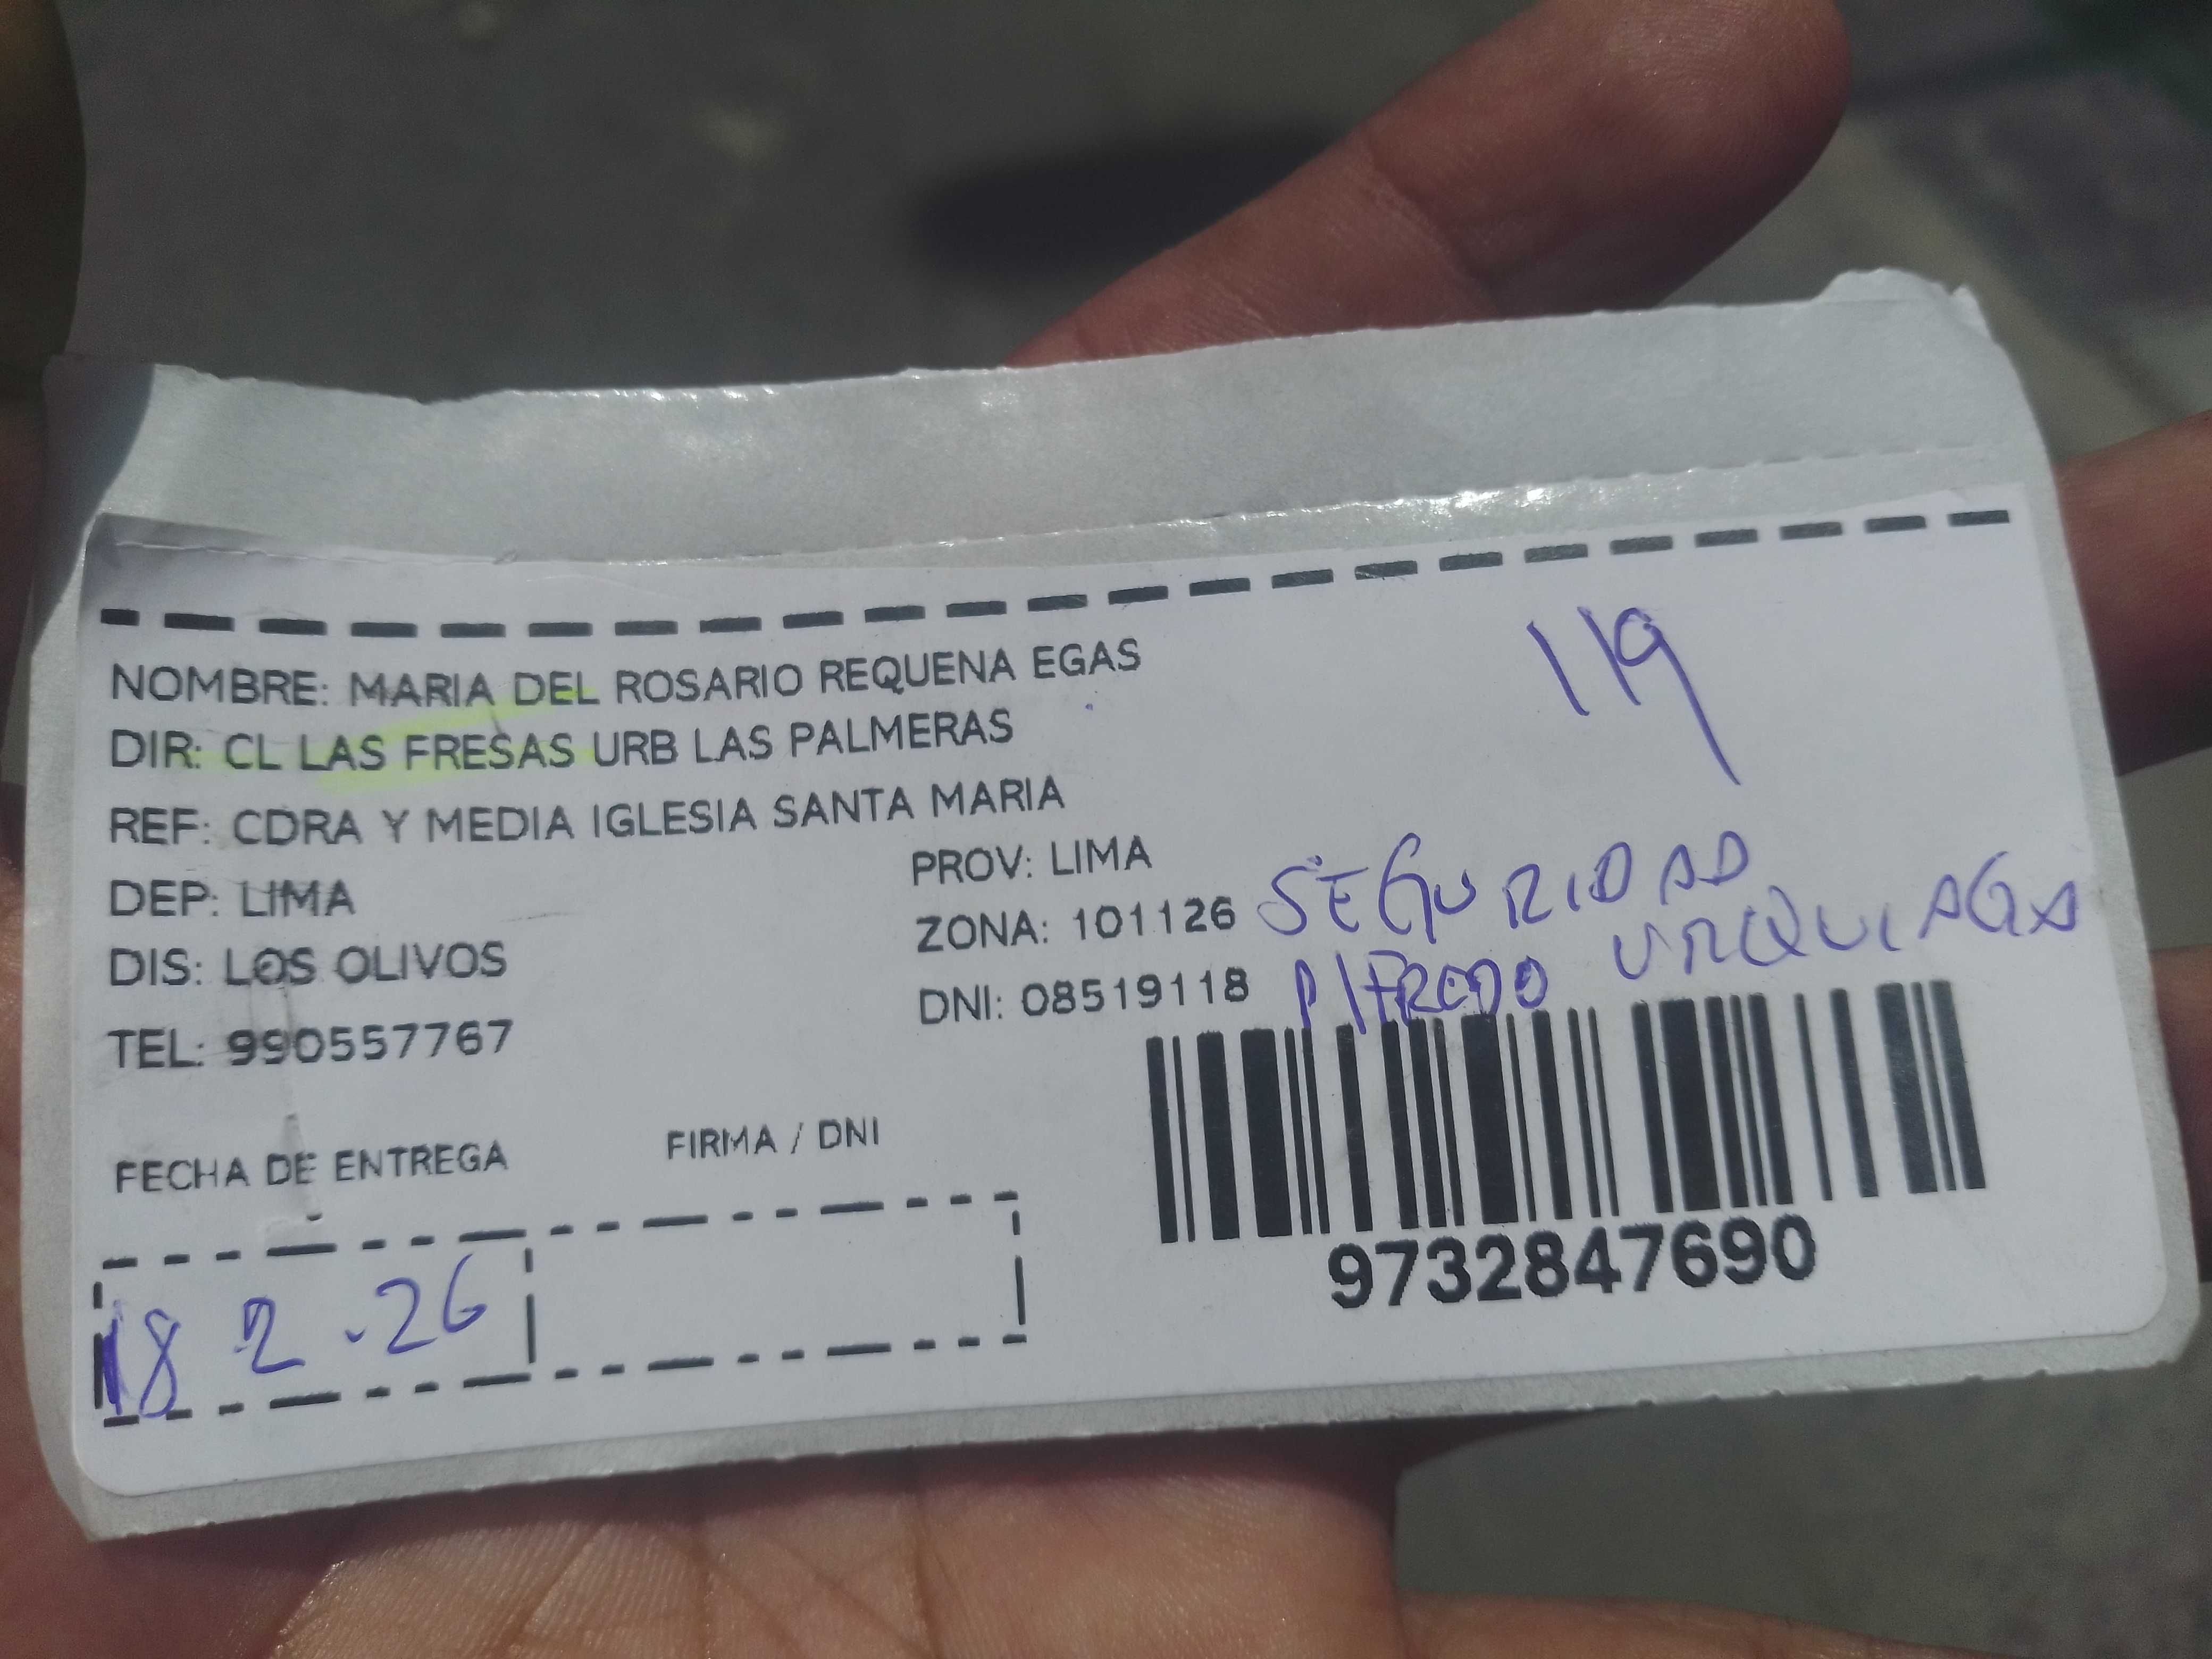 NOMBRE: MARIA DEL ROSARIO REQUENA EGAS
119
DIR: CL LAS FRESAS URB LAS PALMERAS
REF: CDRA Y MEDIA IGLESIA SANTA MARIA
DEP: LIMA
PROV: LIMA
SEGURIDAD
DIS: LOS OLIVOS
ZONA: 101126
AlFREDO URQUIAGA
TEL: 990557767
DNI: 08519118
FECHA DE ENTREGA
FIRMA / DNI
18 2 -26
9732847690